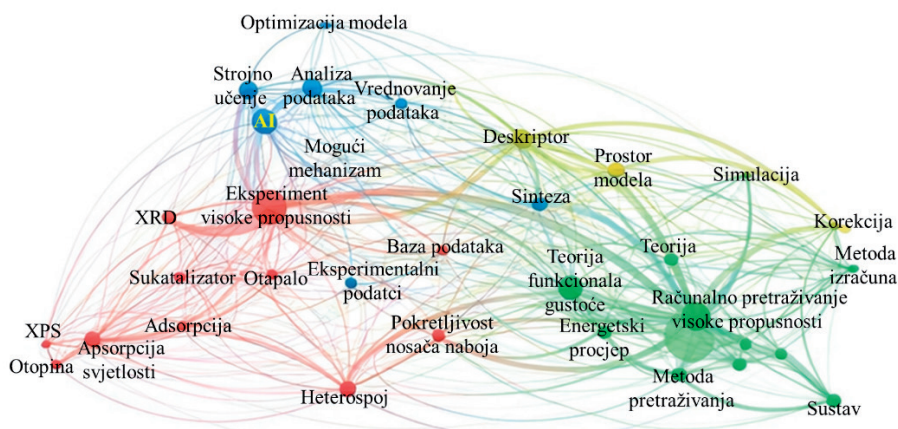 Optimizacija modela
Strojno
učenje
Analiza
podataka
Vrednovanje
podataka
AI
Mogući
mehanizam
Deskriptor
Prostor
modela
Simulacija
Eksperiment
visoke propusnosti
Sinteza
XRD
Korekcija
Baza podataka
Teorija
Metoda
izračuna
Sukatalizator
Otapalo
Eksperimentalni
podatci
Teorija
funkcionala
gustoće
Računalno pretraživanje
visoke propusnosti
XPS
Adsorpcija
Pokretljivost
nosača naboja
Energetski
procjep
Otopina
Apsorpcija
svjetlosti
Heterospoj
Metoda
pretraživanja
Sustav